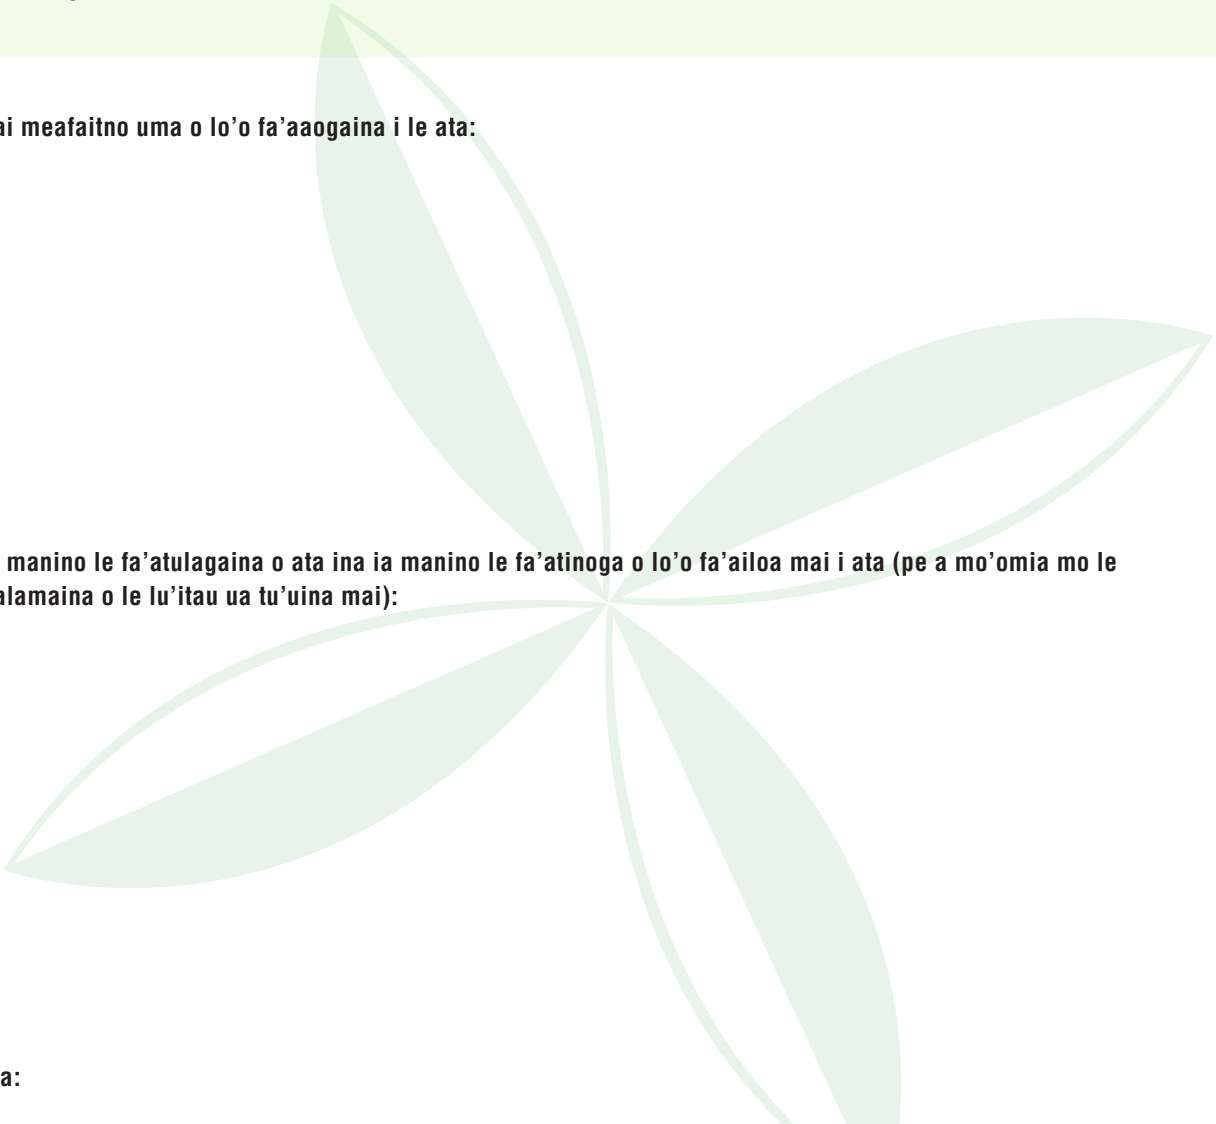 ai meafaitno uma o lo’o fa’aaogaina i le ata:
manino le fa’atulagaina o ata ina ia manino le fa’atinoga o lo’o fa’ailoa mai i ata (pe a mo’omia mo le
alamaina o le lu’itau ua tu’uina mai):
a: